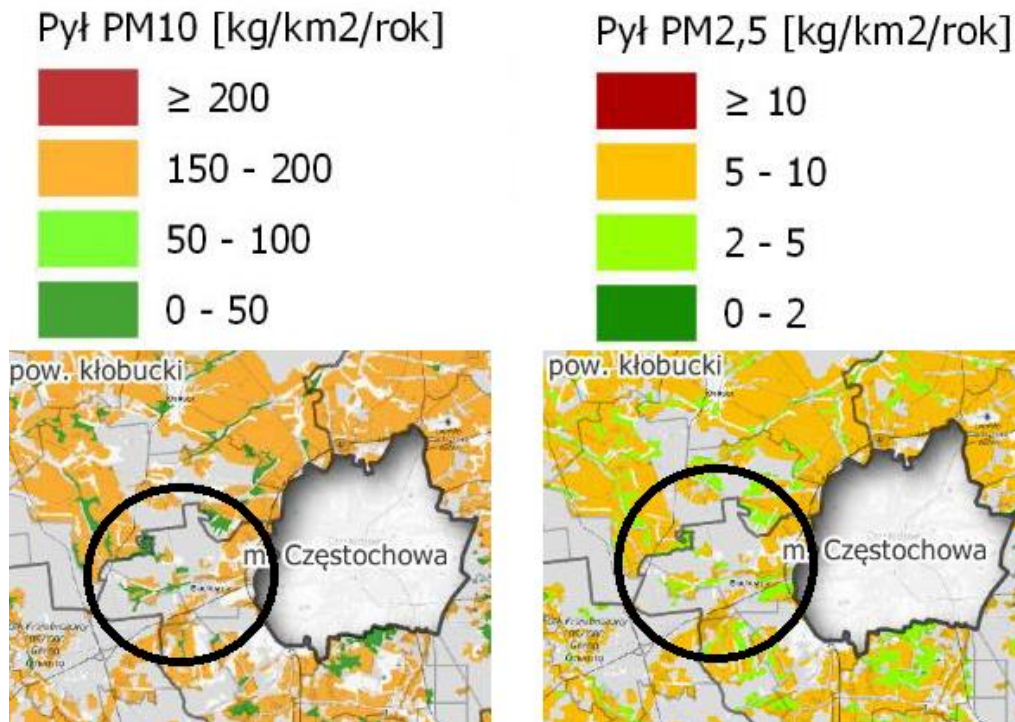 Pył PM10 [kg/km2/rok]
≥ 200
150 - 200
50 - 100
0 - 50
Pył PM2,5 [kg/km2/rok]
≥ 10
5 - 10
2 - 5
0 - 2
pow. kłobucki
m. Częstochowa
pow. kłobucki
m. Częstochowa